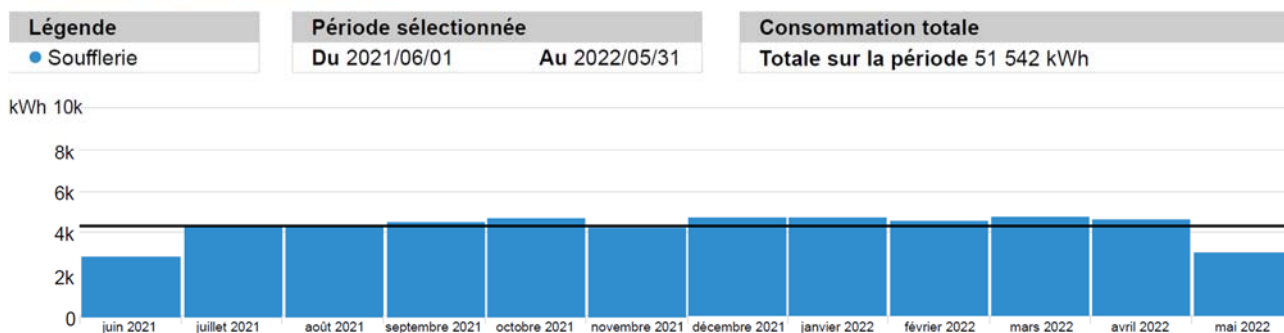 Légende
Soufflerie
Période sélectionnée
Du 2021/06/01 Au 2022/05/31
Consommation totale
Totale sur la période 51 542 kWh
kWh 10k
8k
6k
4k
2k
0
juin 2021 juillet 2021 août 2021 septembre 2021 octobre 2021 novembre 2021 décembre 2021 janvier 2022 février 2022 mars 2022 avril 2022 mai 2022